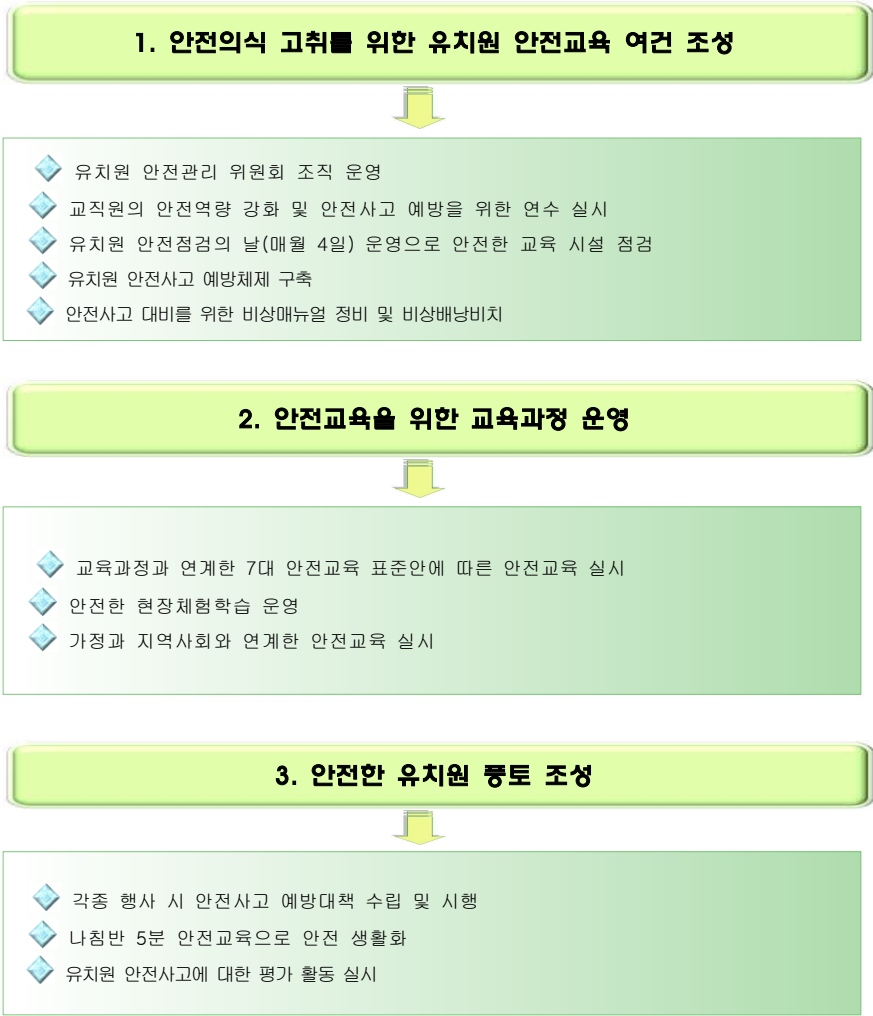 1. 안전의식 고취를 위한 유치원 안전교육 여건 조성
유치원 안전관리 위원회 조직 운영
교직원의 안전역량 강화 및 안전사고 예방을 위한 연수 실시
유치원 안전점검의 날(매월 4일) 운영으로 안전한 교육 시설 점검
유치원 안전사고 예방체제 구축
안전사고 대비를 위한 비상매뉴얼 정비 및 비상배낭비치
2. 안전교육을 위한 교육과정 운영
교육과정과 연계한 7대 안전교육 표준안에 따른 안전교육 실시
안전한 현장체험학습 운영
가정과 지역사회와 연계한 안전교육 실시
3. 안전한 유치원 풍토 조성
각종 행사 시 안전사고 예방대책 수립 및 시행
나침반 5분 안전교육으로 안전 생활화
유치원 안전사고에 대한 평가 활동 실시